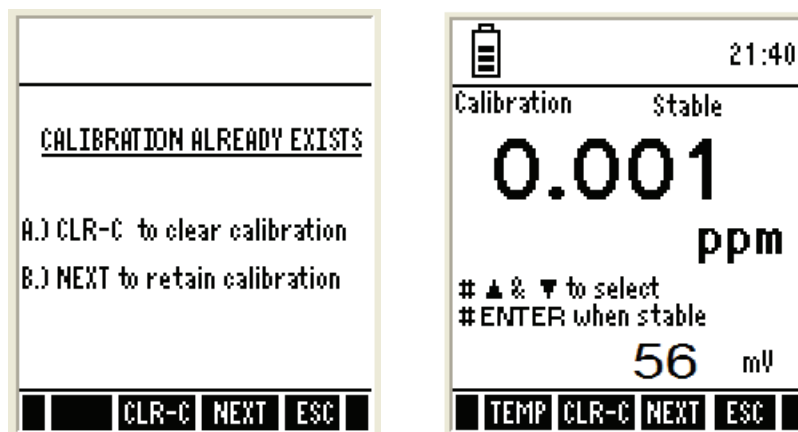 CALIBRATION ALREADY EXISTS
A.) CLR-C to clear calibration
B.) NEXT to retain calibration
CLR-C NEXT ESC
21:40
Calibration Stable
0.001
ppm
# ▲ & ▼ to select
# ENTER when stable
56 mV
TEMP CLR-C NEXT ESC